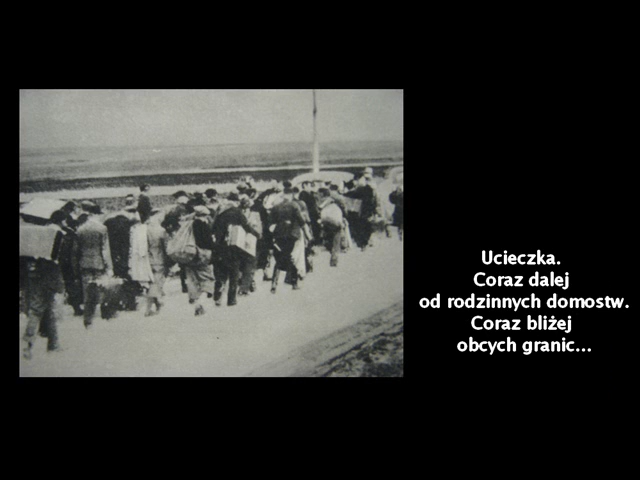 Ucieczka.
Coraz dalej
od rodzinnych domostw.
Coraz bliżej
obcych granic...